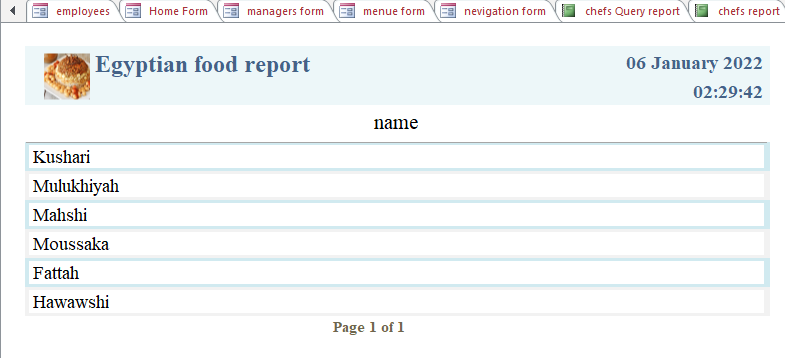 employees Home Form managers form menue form nevigation form chefs Query report chefs report
Egyptian food report 06 January 2022
02:29:42
name
Kushari
Mulukhiyah
Mahshi
Moussaka
Fattah
Hawawshi
Page 1 of 1